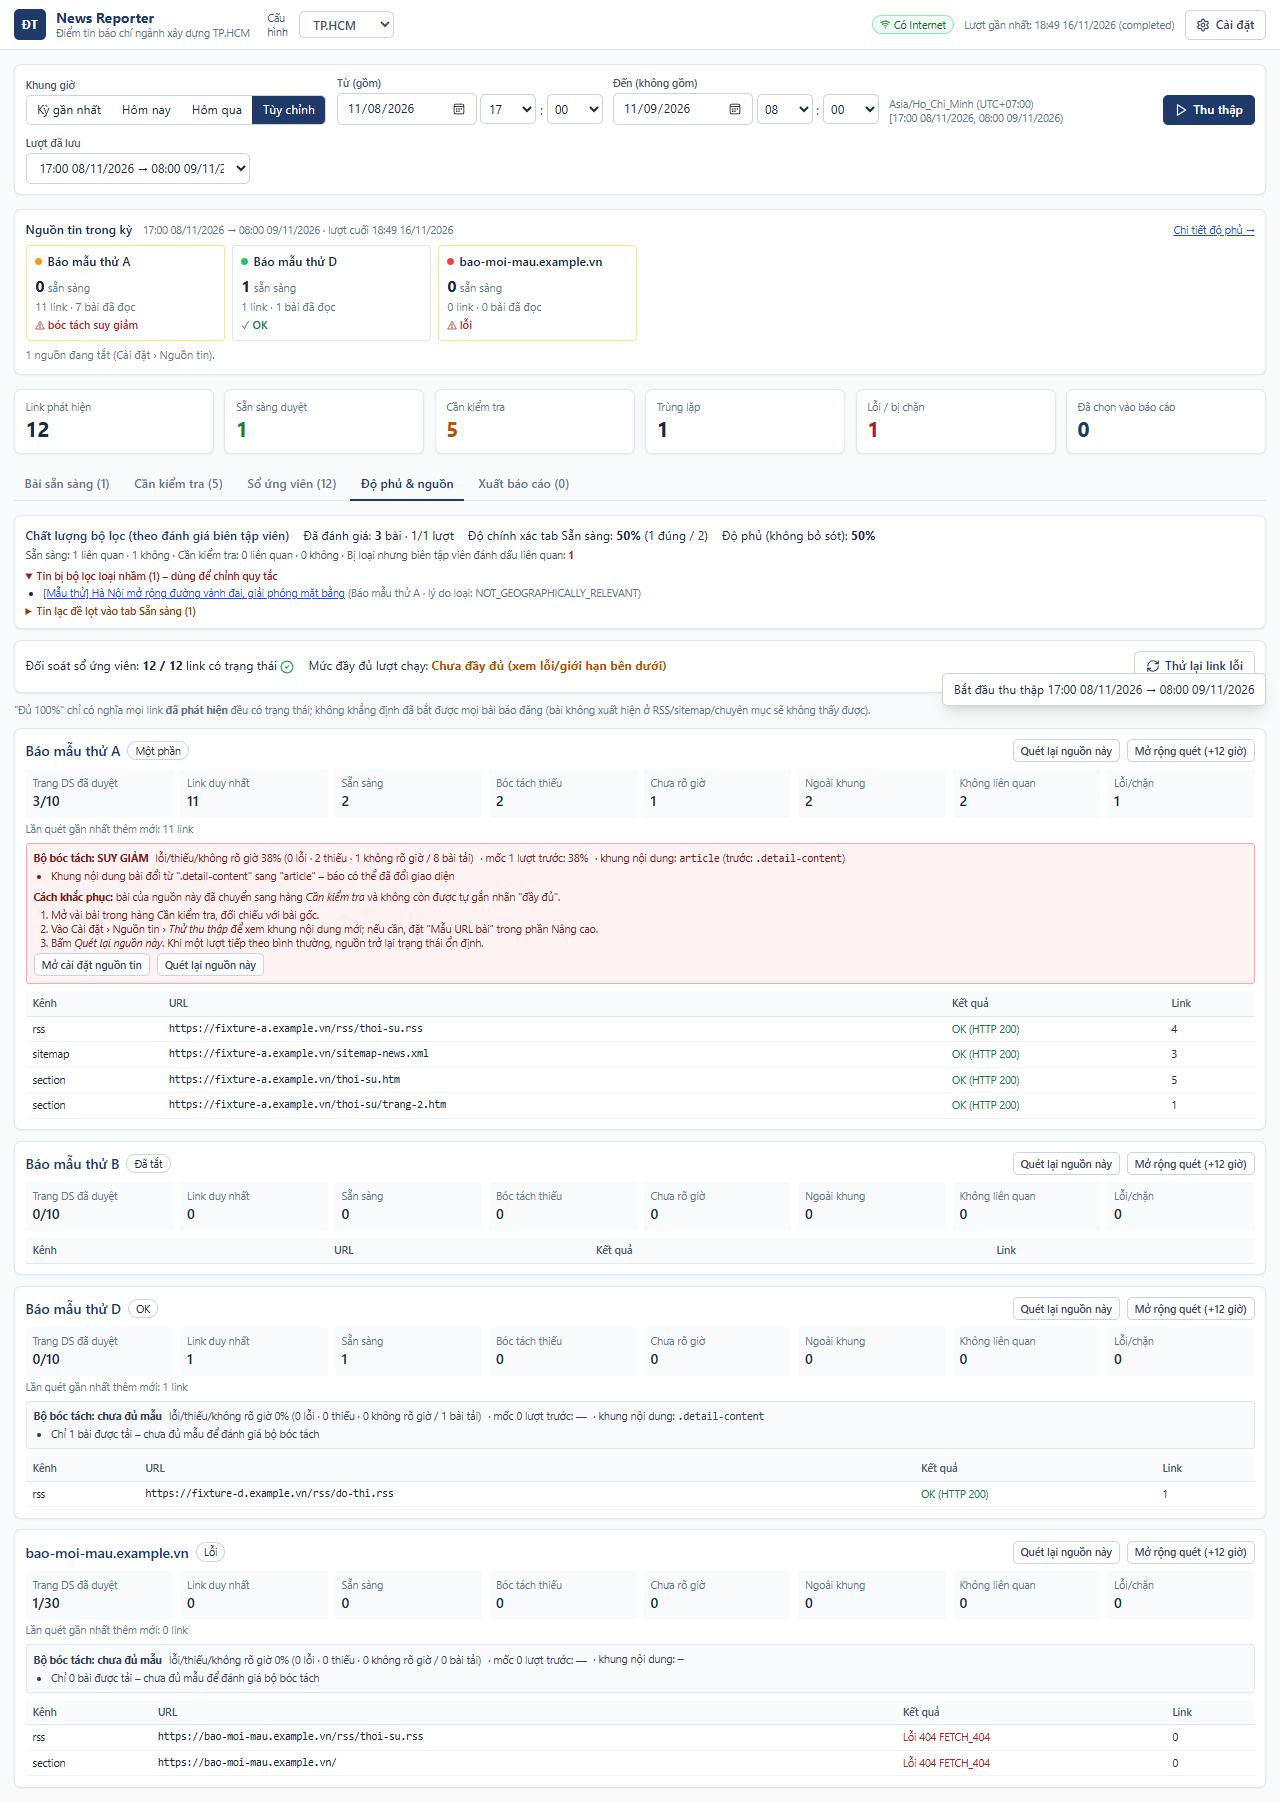 ĐT
News Reporter
Điểm tin báo chí ngành xây dựng TP.HCM
Cấu hình
TP.HCM
Có Internet
Lượt gần nhất: 18:49 16/11/2026 (completed)
Cài đặt
Khung giờ
Kỳ gần nhất Hôm nay Hôm qua Tùy chỉnh
Từ (gồm)
11/08/2026 17 : 00
Đến (không gồm)
11/09/2026 08 : 00
Asia/Ho_Chi_Minh (UTC+07:00)
[17:00 08/11/2026, 08:00 09/11/2026)
Thu thập
Lượt đã lưu
17:00 08/11/2026 → 08:00 09/11/2
Nguồn tin trong kỳ 17:00 08/11/2026 → 08:00 09/11/2026 · lượt cuối 18:49 16/11/2026
Chi tiết độ phủ →
Báo mẫu thử A
0 sẵn sàng
11 link · 7 bài đã đọc
⚠ bóc tách suy giảm
Báo mẫu thử D
1 sẵn sàng
1 link · 1 bài đã đọc
✓ OK
bao-moi-mau.example.vn
0 sẵn sàng
0 link · 0 bài đã đọc
⚠ lỗi
1 nguồn đang tắt (Cài đặt › Nguồn tin).
Link phát hiện
12
Sẵn sàng duyệt
1
Cần kiểm tra
5
Trùng lặp
1
Lỗi / bị chặn
1
Đã chọn vào báo cáo
0
Bài sẵn sàng (1) Cần kiểm tra (5) Sổ ứng viên (12) Độ phủ & nguồn Xuất báo cáo (0)
Chất lượng bộ lọc (theo đánh giá biên tập viên) Đã đánh giá: 3 bài · 1/1 lượt Độ chính xác tab Sẵn sàng: 50% (1 đúng / 2) Độ phủ (không bỏ sót): 50%
Sẵn sàng: 1 liên quan · 1 không · Cần kiểm tra: 0 liên quan · 0 không · Bị loại nhưng biên tập viên đánh dấu liên quan: 1
▼ Tin bị bộ lọc loại nhầm (1) – dùng để chỉnh quy tắc
• [Mẫu thử] Hà Nội mở rộng đường vành đai, giải phóng mặt bằng (Báo mẫu thử A · lý do loại: NOT_GEOGRAPHICALLY_RELEVANT)
▶ Tin lạc đề lọt vào tab Sẵn sàng (1)
Đối soát sổ ứng viên: 12 / 12 link có trạng thái Mức đầy đủ lượt chạy: Chưa đầy đủ (xem lỗi/giới hạn bên dưới)
Thử lại link lỗi
Bắt đầu thu thập 17:00 08/11/2026 → 08:00 09/11/2026
"Đủ 100%" chỉ có nghĩa mọi link đã phát hiện đều có trạng thái; không khẳng định đã bắt được mọi bài báo đăng (bài không xuất hiện ở RSS/sitemap/chuyên mục sẽ không thấy được).
Báo mẫu thử A Một phần
Quét lại nguồn này Mở rộng quét (+12 giờ)
Trang DS đã duyệt Link duy nhất Sẵn sàng Bóc tách thiếu Chưa rõ giờ Ngoài khung Không liên quan Lỗi/chặn
3/10 11 2 2 1 2 2 1
Lần quét gần nhất thêm mới: 11 link
Bộ bóc tách: SUY GIẢM lỗi/thiếu/không rõ giờ 38% (0 lỗi · 2 thiếu · 1 không rõ giờ / 8 bài tải) · mốc 1 lượt trước: 38% · khung nội dung: article (trước: .detail-content)
• Khung nội dung bài đổi từ ".detail-content" sang "article" – báo có thể đã đổi giao diện
Cách khắc phục: bài của nguồn này đã chuyển sang hàng Cần kiểm tra và không còn được tự gắn nhãn "đầy đủ".
1. Mở vài bài trong hàng Cần kiểm tra, đối chiếu với bài gốc.
2. Vào Cài đặt › Nguồn tin › Thử thu thập để xem khung nội dung mới; nếu cần, đặt "Mẫu URL bài" trong phần Nâng cao.
3. Bấm Quét lại nguồn này. Khi một lượt tiếp theo bình thường, nguồn trở lại trạng thái ổn định.
Mở cài đặt nguồn tin Quét lại nguồn này
Kênh URL Kết quả Link
rss https://fixture-a.example.vn/rss/thoi-su.rss OK (HTTP 200) 4
sitemap https://fixture-a.example.vn/sitemap-news.xml OK (HTTP 200) 3
section https://fixture-a.example.vn/thoi-su.htm OK (HTTP 200) 5
section https://fixture-a.example.vn/thoi-su/trang-2.htm OK (HTTP 200) 1
Báo mẫu thử B Đã tắt
Quét lại nguồn này Mở rộng quét (+12 giờ)
Trang DS đã duyệt Link duy nhất Sẵn sàng Bóc tách thiếu Chưa rõ giờ Ngoài khung Không liên quan Lỗi/chặn
0/10 0 0 0 0 0 0 0
Kênh URL Kết quả Link
Báo mẫu thử D OK
Quét lại nguồn này Mở rộng quét (+12 giờ)
Trang DS đã duyệt Link duy nhất Sẵn sàng Bóc tách thiếu Chưa rõ giờ Ngoài khung Không liên quan Lỗi/chặn
0/10 1 1 0 0 0 0 0
Lần quét gần nhất thêm mới: 1 link
Bộ bóc tách: chưa đủ mẫu lỗi/thiếu/không rõ giờ 0% (0 lỗi · 0 thiếu · 0 không rõ giờ / 1 bài tải) · mốc 0 lượt trước: — · khung nội dung: .detail-content
• Chỉ 1 bài được tải – chưa đủ mẫu để đánh giá bộ bóc tách
Kênh URL Kết quả Link
rss https://fixture-d.example.vn/rss/do-thi.rss OK (HTTP 200) 1
bao-moi-mau.example.vn Lỗi
Quét lại nguồn này Mở rộng quét (+12 giờ)
Trang DS đã duyệt Link duy nhất Sẵn sàng Bóc tách thiếu Chưa rõ giờ Ngoài khung Không liên quan Lỗi/chặn
1/30 0 0 0 0 0 0 0
Lần quét gần nhất thêm mới: 0 link
Bộ bóc tách: chưa đủ mẫu lỗi/thiếu/không rõ giờ 0% (0 lỗi · 0 thiếu · 0 không rõ giờ / 0 bài tải) · mốc 0 lượt trước: — · khung nội dung: —
• Chỉ 0 bài được tải – chưa đủ mẫu để đánh giá bộ bóc tách
Kênh URL Kết quả Link
rss https://bao-moi-mau.example.vn/rss/thoi-su.rss Lỗi 404 FETCH_404 0
section https://bao-moi-mau.example.vn/ Lỗi 404 FETCH_404 0